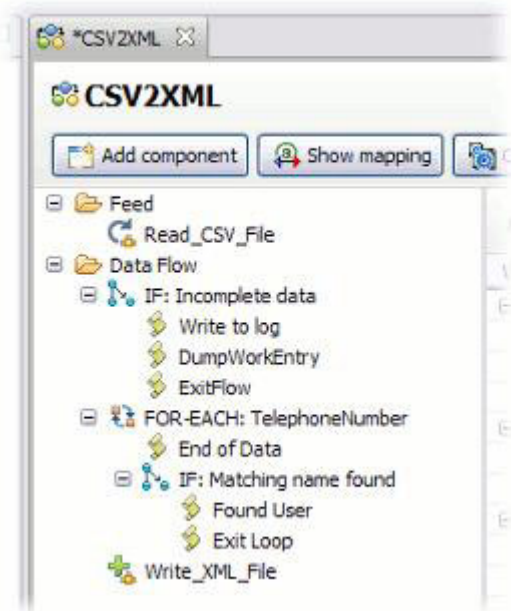 *CSV2XML
CSV2XML
Add component Show mapping
Feed
Read_CSV_File
Data Flow
IF: Incomplete data
Write to log
DumpWorkEntry
ExitFlow
FOR-EACH: TelephoneNumber
End of Data
IF: Matching name found
Found User
Exit Loop
Write_XML_File